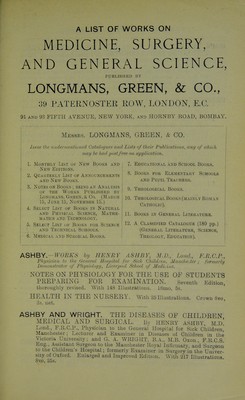 A LIST OF WORKS ON
MEDICINE, SURGERY,
AND GENERAL SCIENCE,
PUBLISHED BY
LONGMANS, GREEN, & CO.,
39 PATERNOSTER ROW, LONDON, E.C.
91 AND 93 FIFTH AVENUE, NEW YORK, AND HORNBY ROAD, BOMBAY.
MESSRS. LONGMANS, GREEN, & CO.
issue the undermentioned Catalogues and Lists of their Publications, any of which
may be had post-free on application.
1. MONTHLY LIST OF NEW BOOKS AND
NEW EDITIONS.
2. QUARTERLY LIST OF ANNOUNCEMENTS
AND NEW BOOKS.
3. NOTES ON BOOKS; BEING AN ANALYSIS
OF THE WORKS PUBLISHED BY
LONGMANS, GREEN, & CO.
4. SELECT LIST OF BOOKS IN NATURAL
AND PHYSICAL SCIENCE, MATHE-
MATICS AND TECHNOLOGY.
5. SELECT LIST OF BOOKS FOR SCIENCE
AND TECHNICAL SCHOOLS.
6. MEDICAL AND SURGICAL BOOKS.
7. EDUCATIONAL AND SCHOOL BOOKS.
8. BOOKS FOR ELEMENTARY SCHOOLS
AND PUPIL TEACHERS.
9. THEOLOGICAL BOOKS.
10. THEOLOGICAL BOOKS (MAINLY ROMAN
CATHOLIC).
11. BOOKS IN GENERAL LITERATURE.
12. A CLASSIFIED CATALOGUE
(GENERAL LITERATURE, SCIENCE,
THEOLOGY, EDUCATION).
ASHBY.—WORKS by HENRY ASHBY, M.D., Lond., F.R.C.P.,
Physician to the General Hospital for Sick Children, Manchester; formerly
Demonstrator of Physiology, Liverpool School of Medicine.
NOTES ON PHYSIOLOGY FOR THE USE OF STUDENTS
PREPARING FOR EXAMINATION. Seventh Edition,
thoroughly revised. With 148 Illustrations. 18mo, 5s.
HEALTH IN THE NURSERY. With 25 Illustrations. CROWN 8vo,
3s. net.
ASHBY AND WRIGHT. THE DISEASES OF CHILDREN,
MEDICAL AND SURGICAL. By HENRY ASHBY, M.D.
Lond., F.R.C.P., Physician to the General Hospital for Sick Children,
Manchester; Lecturer and Examiner in Diseases of Children in the
Victoria University; and G. A. WRIGHT, B.A., M.B. Oxon., F.R.C.S.
Eng., Assistant Surgeon to the Manchester Royal Infirmary, and Surgeon
to the Children's Hospital; formerly Examiner in Surgery in the Univer-
sity of Oxford. Enlarged and Improved Edition. With 217 Illustrations.
8vo, 25s.